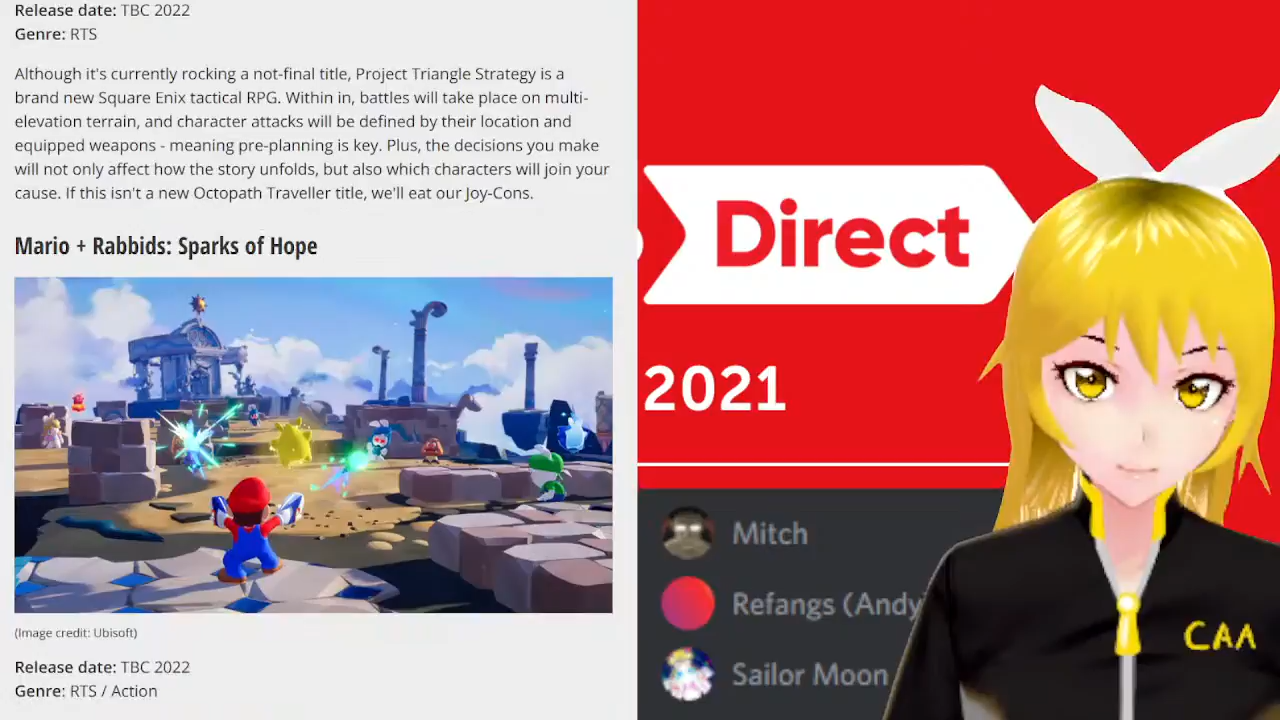 Release date: TBC 2022
Genre: RTS
Although it's currently rocking a not-final title, Project Triangle Strategy is a
brand new Square Enix tactical RPG. Within in, battles will take place on multi-
elevation terrain, and character attacks will be defined by their location and
equipped weapons - meaning pre-planning is key. Plus, the decisions you make
will not only affect how the story unfolds, but also which characters will join your
cause. If this isn't a new Octopath Traveller title, we'll eat our Joy-Cons.
Mario + Rabbids: Sparks of Hope
(Image credit: Ubisoft)
Release date: TBC 2022
Genre: RTS / Action
Direct
2021
Mitch
Refangs (Andy
Sailor Moon
CAA